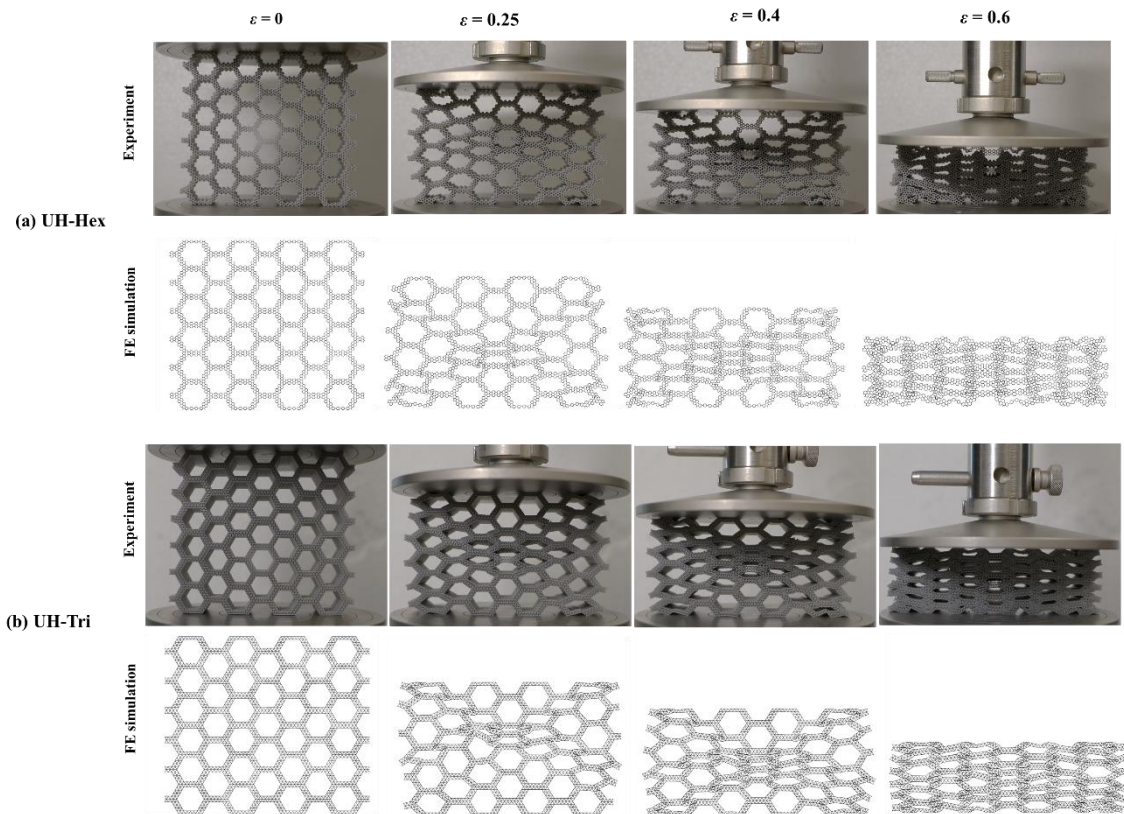 ε = 0
ε = 0.25
ε = 0.4
ε = 0.6
Experiment
(a) UH-Hex
FE simulation
Experiment
(b) UH-Tri
FE simulation